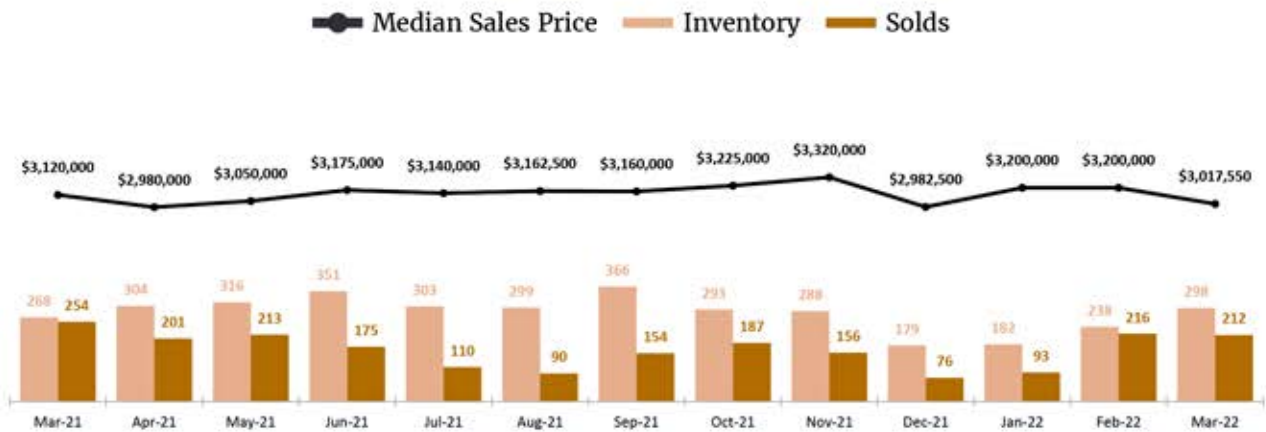 Median Sales Price Inventory Solds
$3,120,000 $2,980,000 $3,050,000 $3,175,000 $3,140,000 $3,162,500 $3,160,000 $3,225,000 $3,320,000 $2,982,500 $3,200,000 $3,200,000 $3,017,550
268 304 316 351 303 299 366 293 288 179 182 238 298
254 201 213 175 110 90 154 187 156 76 93 216 212
Mar-21 Apr-21 May-21 Jun-21 Jul-21 Aug-21 Sep-21 Oct-21 Nov-21 Dec-21 Jan-22 Feb-22 Mar-22